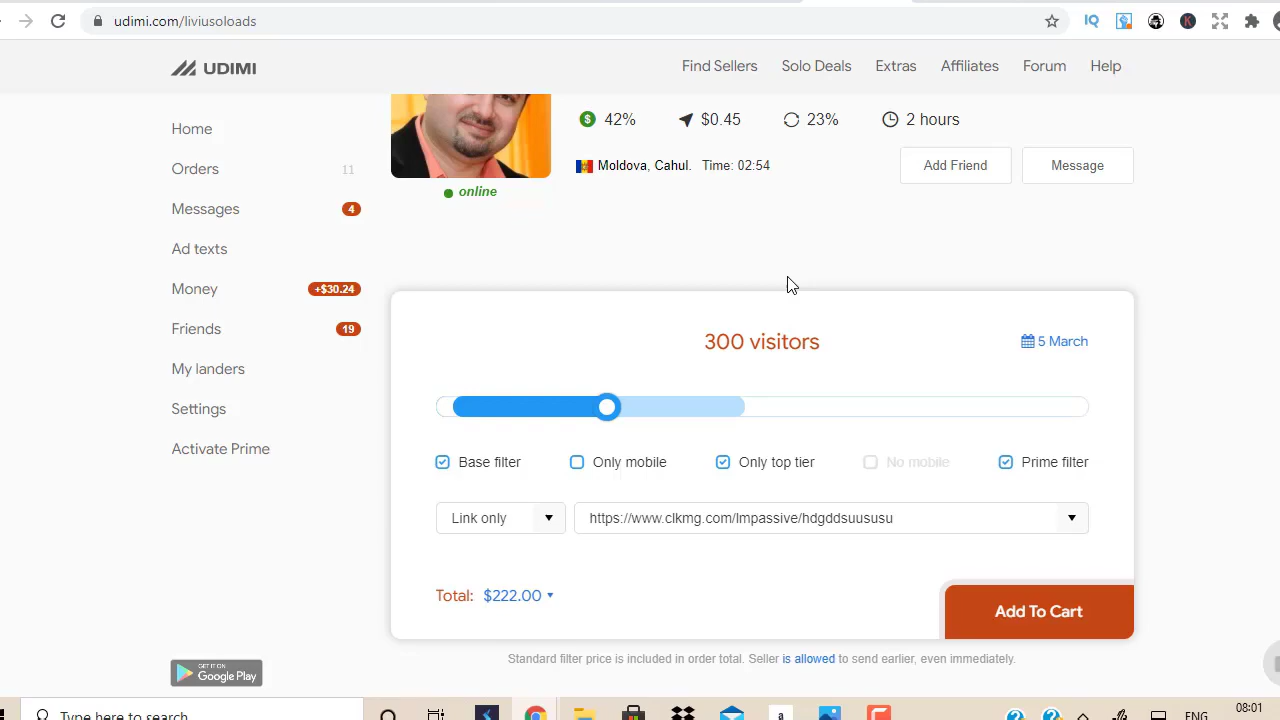 udimi.com/liviusoloads
IQ
K
UDIMI
Find Sellers
Solo Deals
Extras
Affiliates
Forum
Help
42%
$0.45
23%
2 hours
Moldova, Cahul. Time: 02:54
Add Friend
Message
online
Home
Orders 11
Messages 4
Ad texts
Money +$30.24
Friends 19
My landers
Settings
Activate Prime
300 visitors
5 March
Base filter
Only mobile
Only top tier
No mobile
Prime filter
Link only
https://www.clkmg.com/Impassive/hdgddsuususu
Total: $222.00
Add To Cart
Standard filter price is included in order total. Seller is allowed to send earlier, even immediately.
GET IT ON
Google Play
Type here to search
a
ENG
08:01